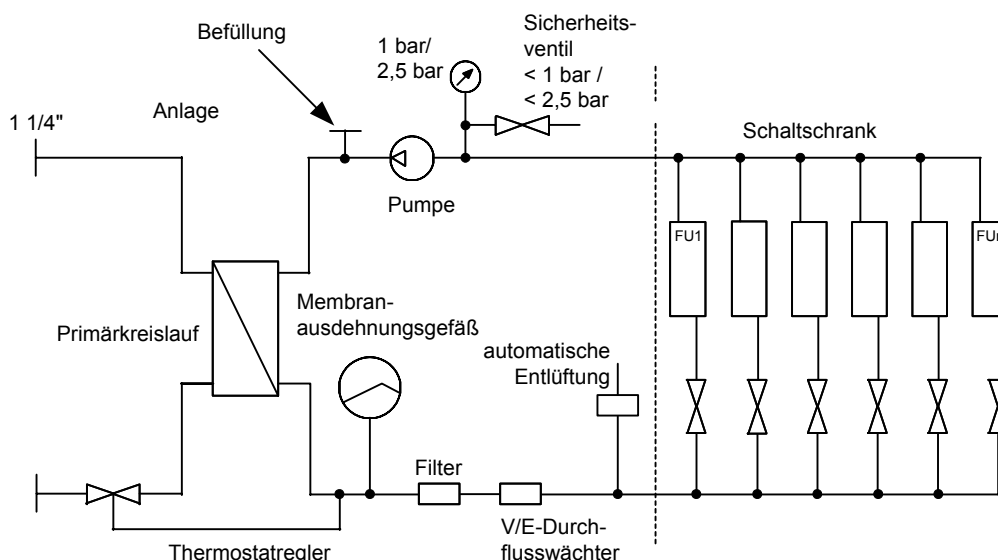 Befüllung
1 bar/
2,5 bar
Sicherheits-
ventil
< 1 bar /
< 2,5 bar
Anlage
1 1/4"
Schaltschrank
Pumpe
FU1
FUn
Membran-
ausdehnungsgefäß
Primärkreislauf
automatische
Entlüftung
Filter
V/E-Durch-
flusswächter
Thermostatregler